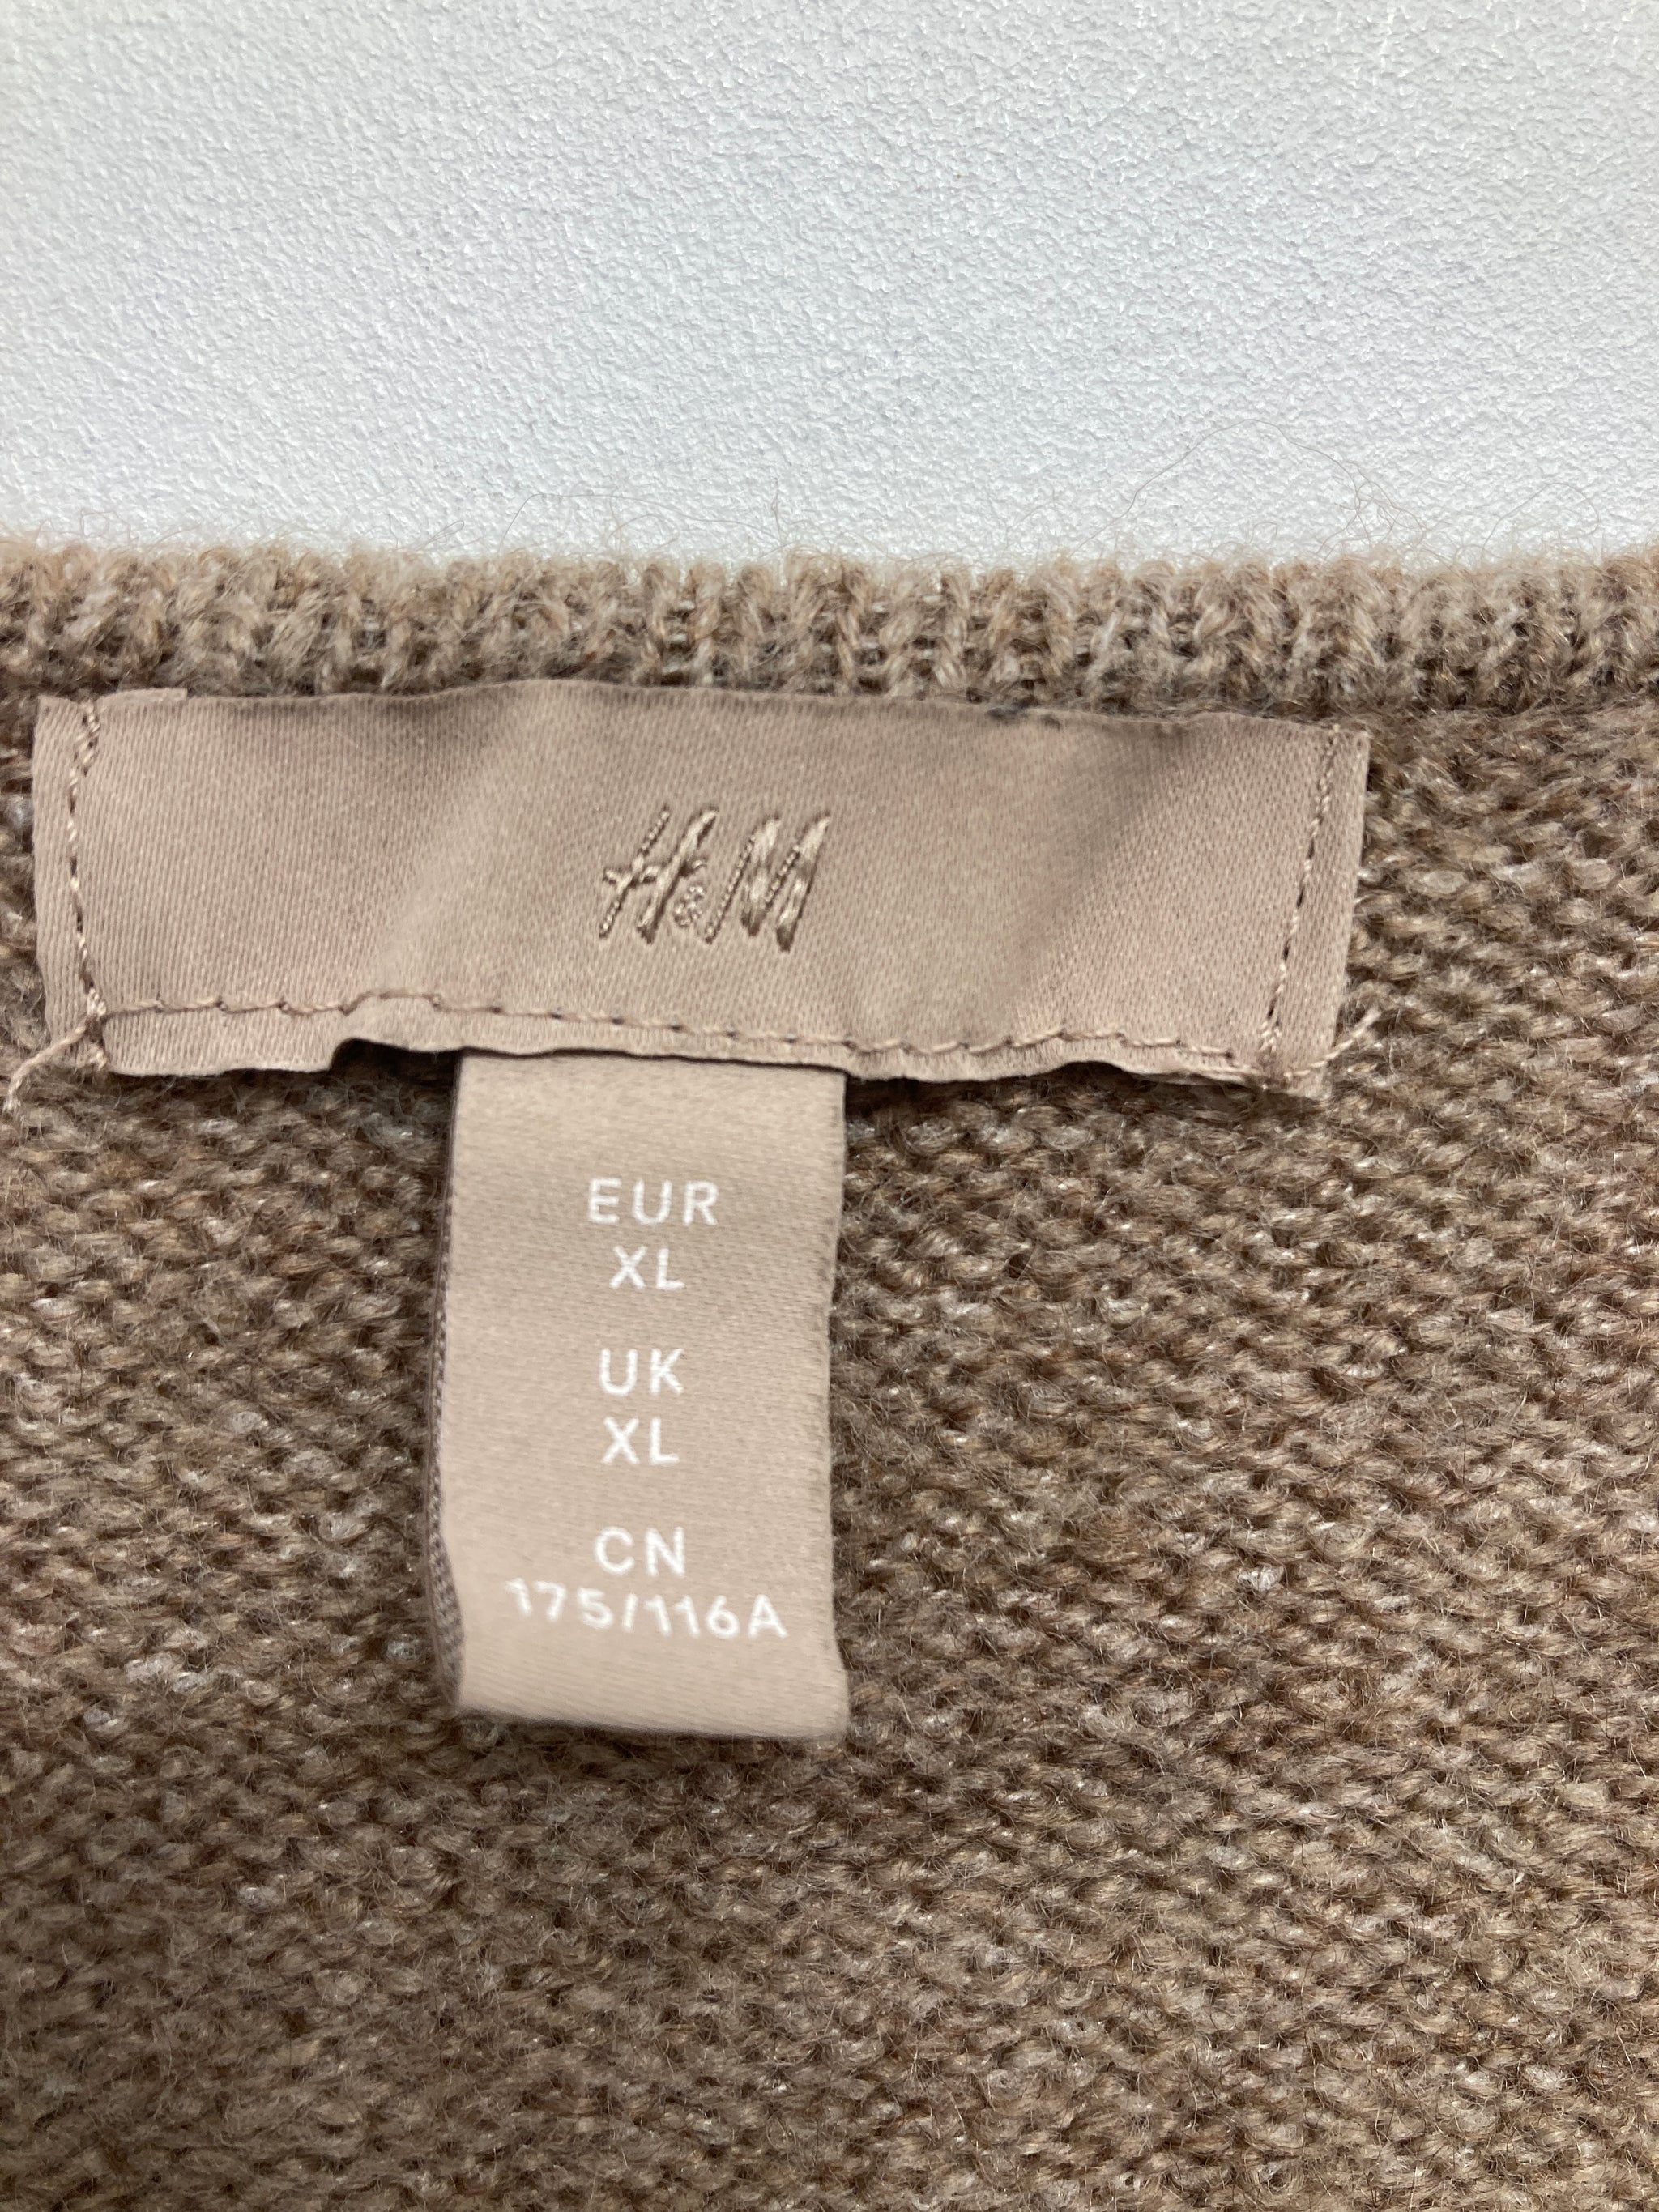 H&M
EUR
XL
UK
XL
CN
175/116A